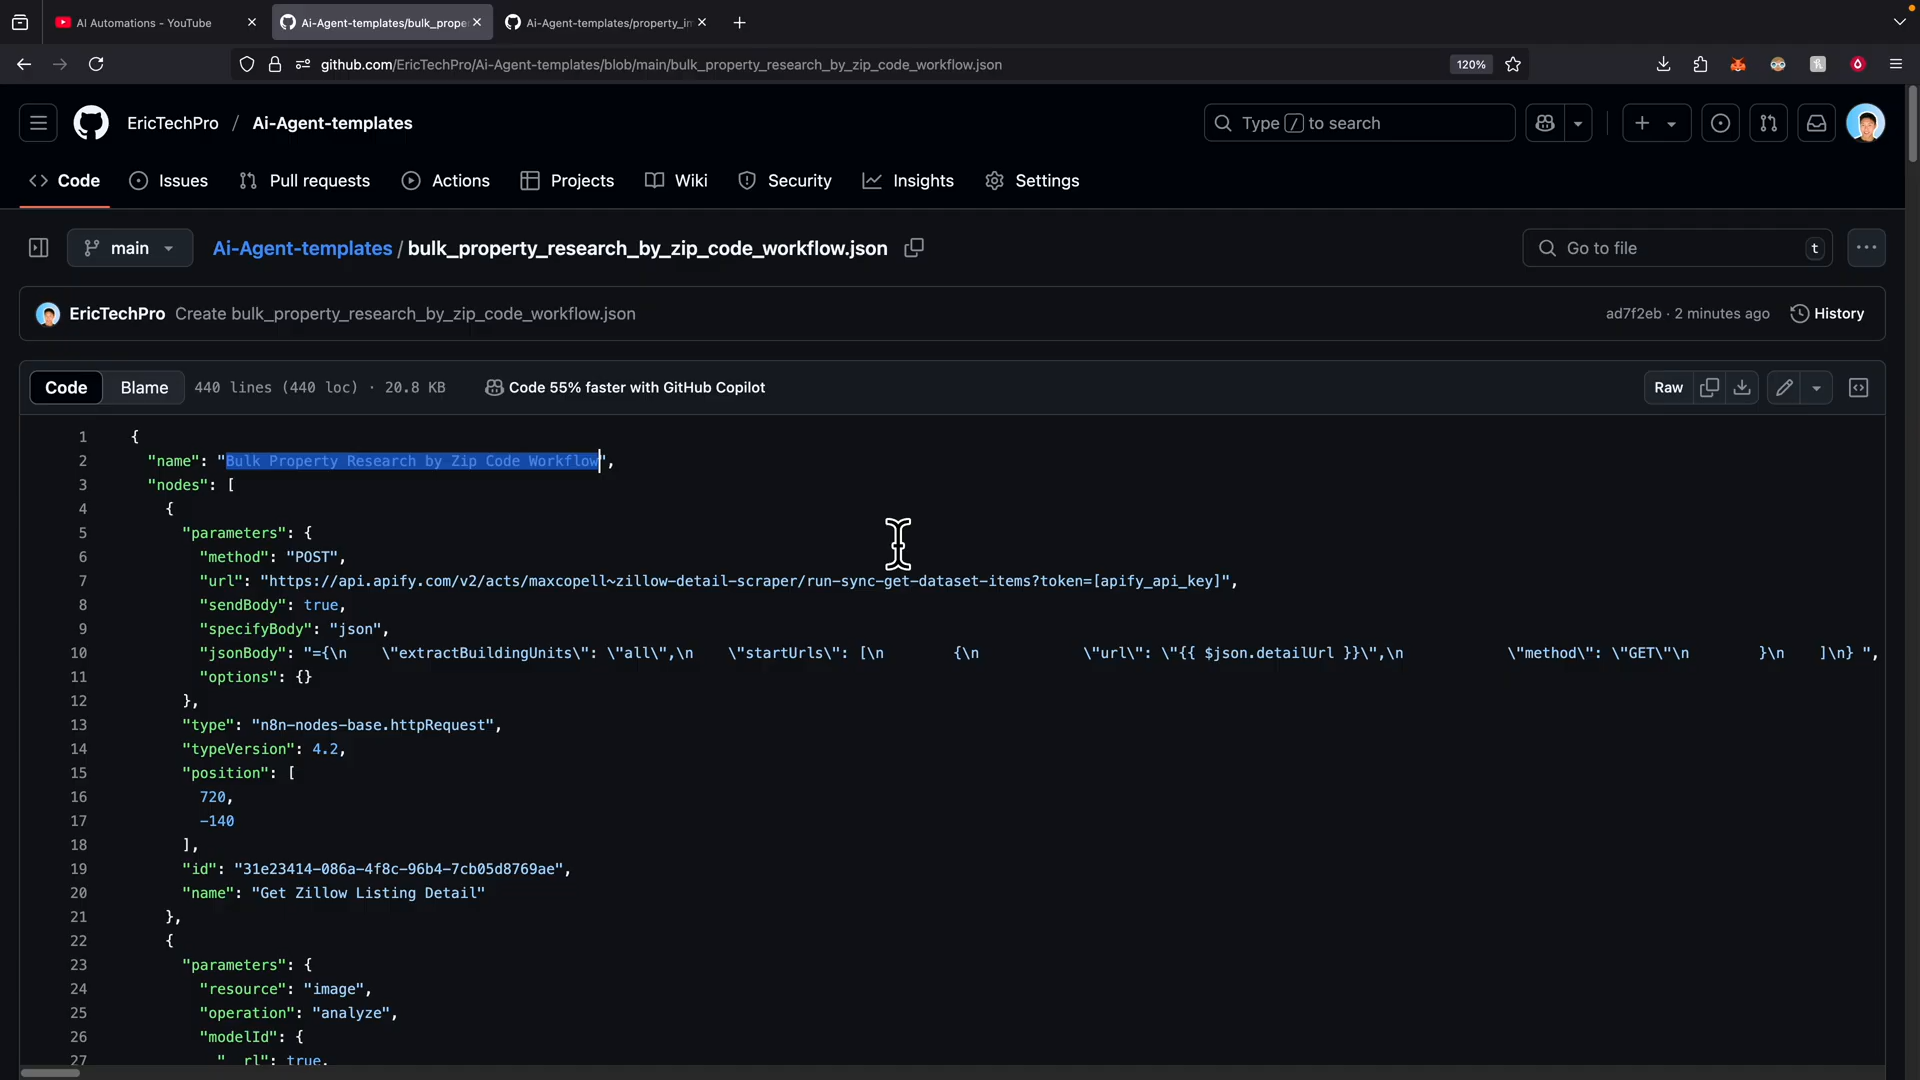 AI Automations - YouTube
Ai-Agent-templates/bulk_prope
Ai-Agent-templates/property_im
github.com/EricTechPro/Ai-Agent-templates/blob/main/bulk_property_research_by_zip_code_workflow.json
120%
EricTechPro / Ai-Agent-templates
Type / to search
Code
Issues
Pull requests
Actions
Projects
Wiki
Security
Insights
Settings
main
Ai-Agent-templates / bulk_property_research_by_zip_code_workflow.json
Go to file
t
EricTechPro Create bulk_property_research_by_zip_code_workflow.json
ad7f2eb · 2 minutes ago
History
Code
Blame
440 lines (440 loc) · 20.8 KB
Code 55% faster with GitHub Copilot
Raw
1 {
2 "name": "Bulk Property Research by Zip Code Workflow",
3 "nodes": [
4 {
5 "parameters": {
6 "method": "POST",
7 "url": "https://api.apify.com/v2/acts/maxcopell~zillow-detail-scraper/run-sync-get-dataset-items?token=[apify_api_key]",
8 "sendBody": true,
9 "specifyBody": "json",
10 "jsonBody": "={\n    \"extractBuildingUnits\": \"all\",\n    \"startUrls\": [\n        {\n            \"url\": \"{{ $json.detailUrl }}\",\n            \"method\": \"GET\"\n        }\n    ]\n} ",
11 "options": {}
12 },
13 "type": "n8n-nodes-base.httpRequest",
14 "typeVersion": 4.2,
15 "position": [
16 720,
17 -140
18 ],
19 "id": "31e23414-086a-4f8c-96b4-7cb05d8769ae",
20 "name": "Get Zillow Listing Detail"
21 },
22 {
23 "parameters": {
24 "resource": "image",
25 "operation": "analyze",
26 "modelId": {
27 "__rl": true,